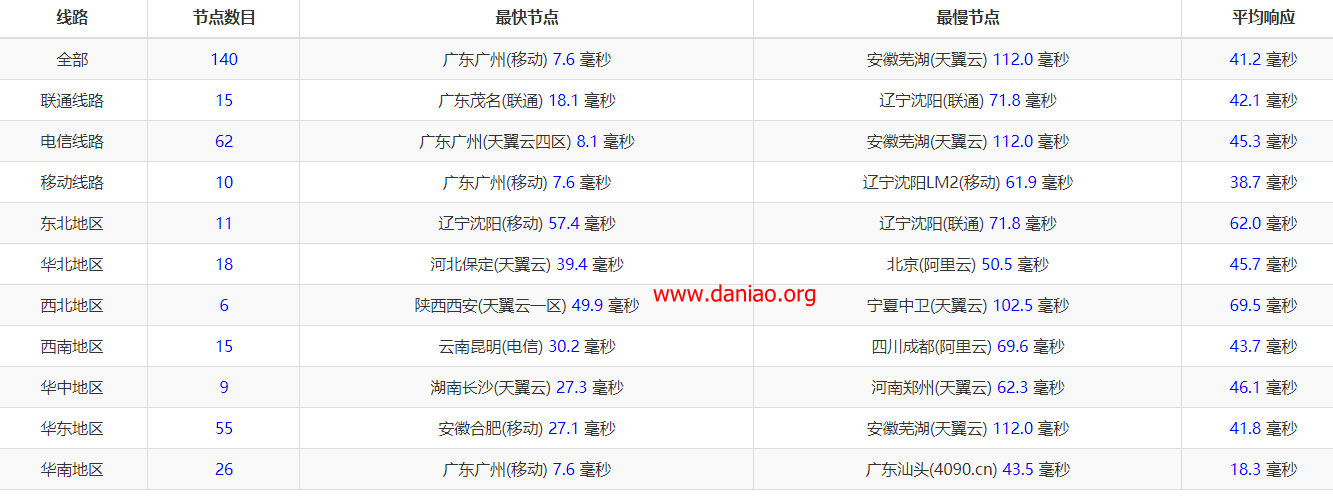 线路 节点数目 最快节点 最慢节点 平均响应
全部 140 广东广州(移动) 7.6 毫秒 安徽芜湖(天翼云) 112.0 毫秒 41.2 毫秒
联通线路 15 广东茂名(联通) 18.1 毫秒 辽宁沈阳(联通) 71.8 毫秒 42.1 毫秒
电信线路 62 广东广州(天翼云四区) 8.1 毫秒 安徽芜湖(天翼云) 112.0 毫秒 45.3 毫秒
移动线路 10 广东广州(移动) 7.6 毫秒 辽宁沈阳LM2(移动) 61.9 毫秒 38.7 毫秒
东北地区 11 辽宁沈阳(移动) 57.4 毫秒 辽宁沈阳(联通) 71.8 毫秒 62.0 毫秒
华北地区 18 河北保定(天翼云) 39.4 毫秒 北京(阿里云) 50.5 毫秒 45.7 毫秒
www.daniao.org
西北地区 6 陕西西安(天翼云一区) 49.9 毫秒 宁夏中卫(天翼云) 102.5 毫秒 69.5 毫秒
西南地区 15 云南昆明(电信) 30.2 毫秒 四川成都(阿里云) 69.6 毫秒 43.7 毫秒
华中地区 9 湖南长沙(天翼云) 27.3 毫秒 河南郑州(天翼云) 62.3 毫秒 46.1 毫秒
华东地区 55 安徽合肥(移动) 27.1 毫秒 安徽芜湖(天翼云) 112.0 毫秒 41.8 毫秒
华南地区 26 广东广州(移动) 7.6 毫秒 广东汕头(4090.cn) 43.5 毫秒 18.3 毫秒